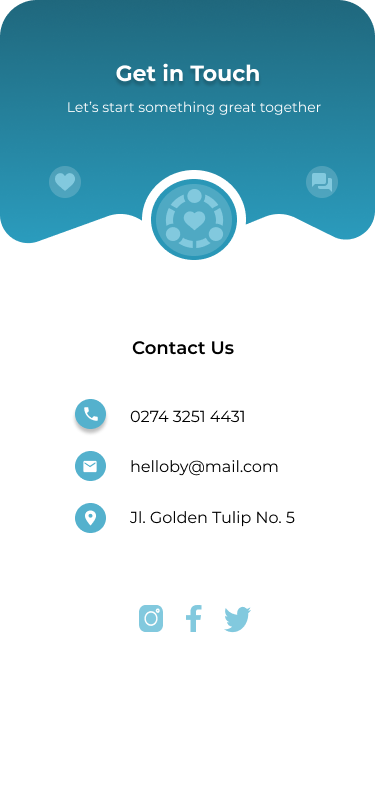 Get in Touch
Let’s start something great together
Contact Us
0274 3251 4431
helloby@mail.com
Jl. Golden Tulip No. 5